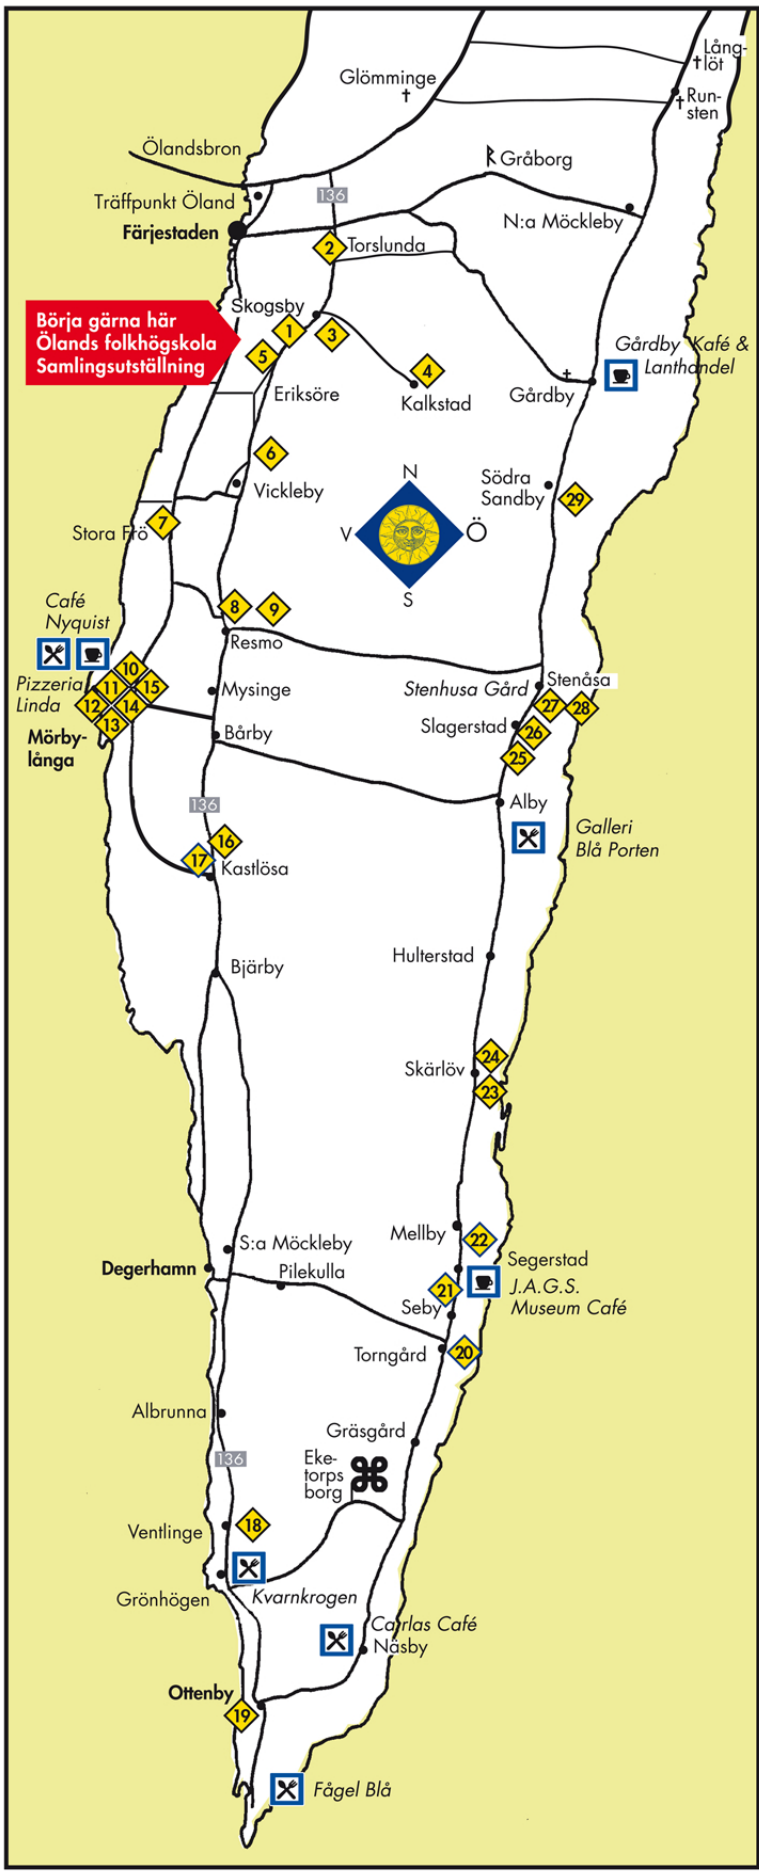 Lång-
löt
Glömminge
Run-
sten
Ölandsbron
Gråborg
Träffpunkt Öland
136
N:a Möckleby
Färjestaden
2
Torslunda
Skogsby
Börja gärna här
Ölands folkhögskola
Samlingsutställning
1
3
5
4
Gårdby Kafé &
Lanthandel
Eriksöre
Kalkstad
Gårdby
6
N
Södra
Sandby
Vickleby
29
7
Stora Frö
V
Ö
S
Café
Nyquist
8
9
Resmo
10
11
15
Pizzeria
Linda
12
14
13
Mysinge
Stenhusa Gård
Stenåsa
27
28
Mörby-
långa
Bårby
Slagerstad
26
25
136
Alby
16
17
Kastlösa
Galleri
Blå Porten
Hulterstad
Bjärby
24
Skärlöv
23
Mellby
22
S:a Möckleby
Degerhamn
Pilekulla
Segerstad
J.A.G.S.
Museum Café
21
Seby
20
Torngård
Albrunna
Gräsgård
136
Eke-
torps
borg
18
Ventlinge
Grönhögen
Kvarnkrogen
Carlas Café
Näsby
Ottenby
19
Fågel Blå